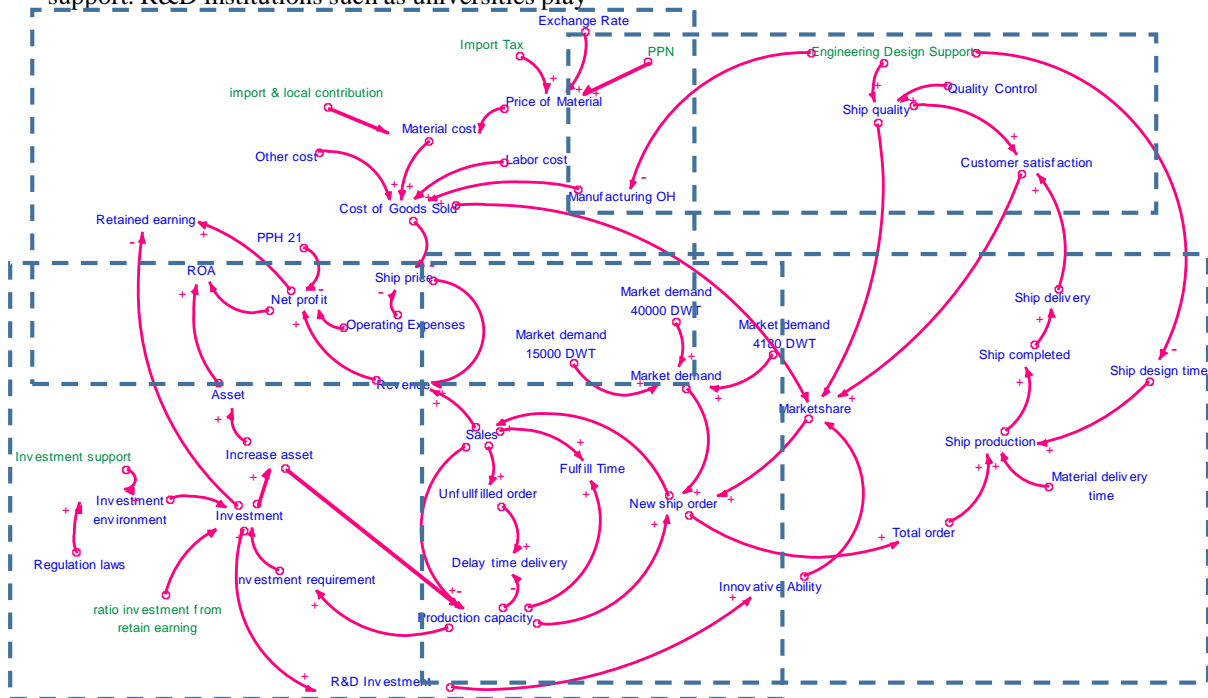 support. R&D institutions such as universities play
Exchange Rate
Import Tax
PPN
Engineering Design Support
import & local contribution
Price of Material
Quality Control
Ship quality
Material cost
Other cost
Labor cost
Customer satisfaction
Manufacturing OH
Cost of Goods Sold
Retained earning
PPH 21
ROA
Ship price
Net profit
Market demand
40000 DWT
Ship delivery
Operating Expenses
Market demand
15000 DWT
Market demand
4180 DWT
Ship completed
Ship design time
Market demand
Revenue
Asset
Marketshare
Sales
Ship production
Increase asset
Investment support
Fulfill Time
Unfullfilled order
Material delivery
time
Investment
environment
Investment
New ship order
Total order
Regulation laws
Delay time delivery
nvestment requirement
Innovative Ability
ratio investment from
retain earning
Production capacity
R&D Investment